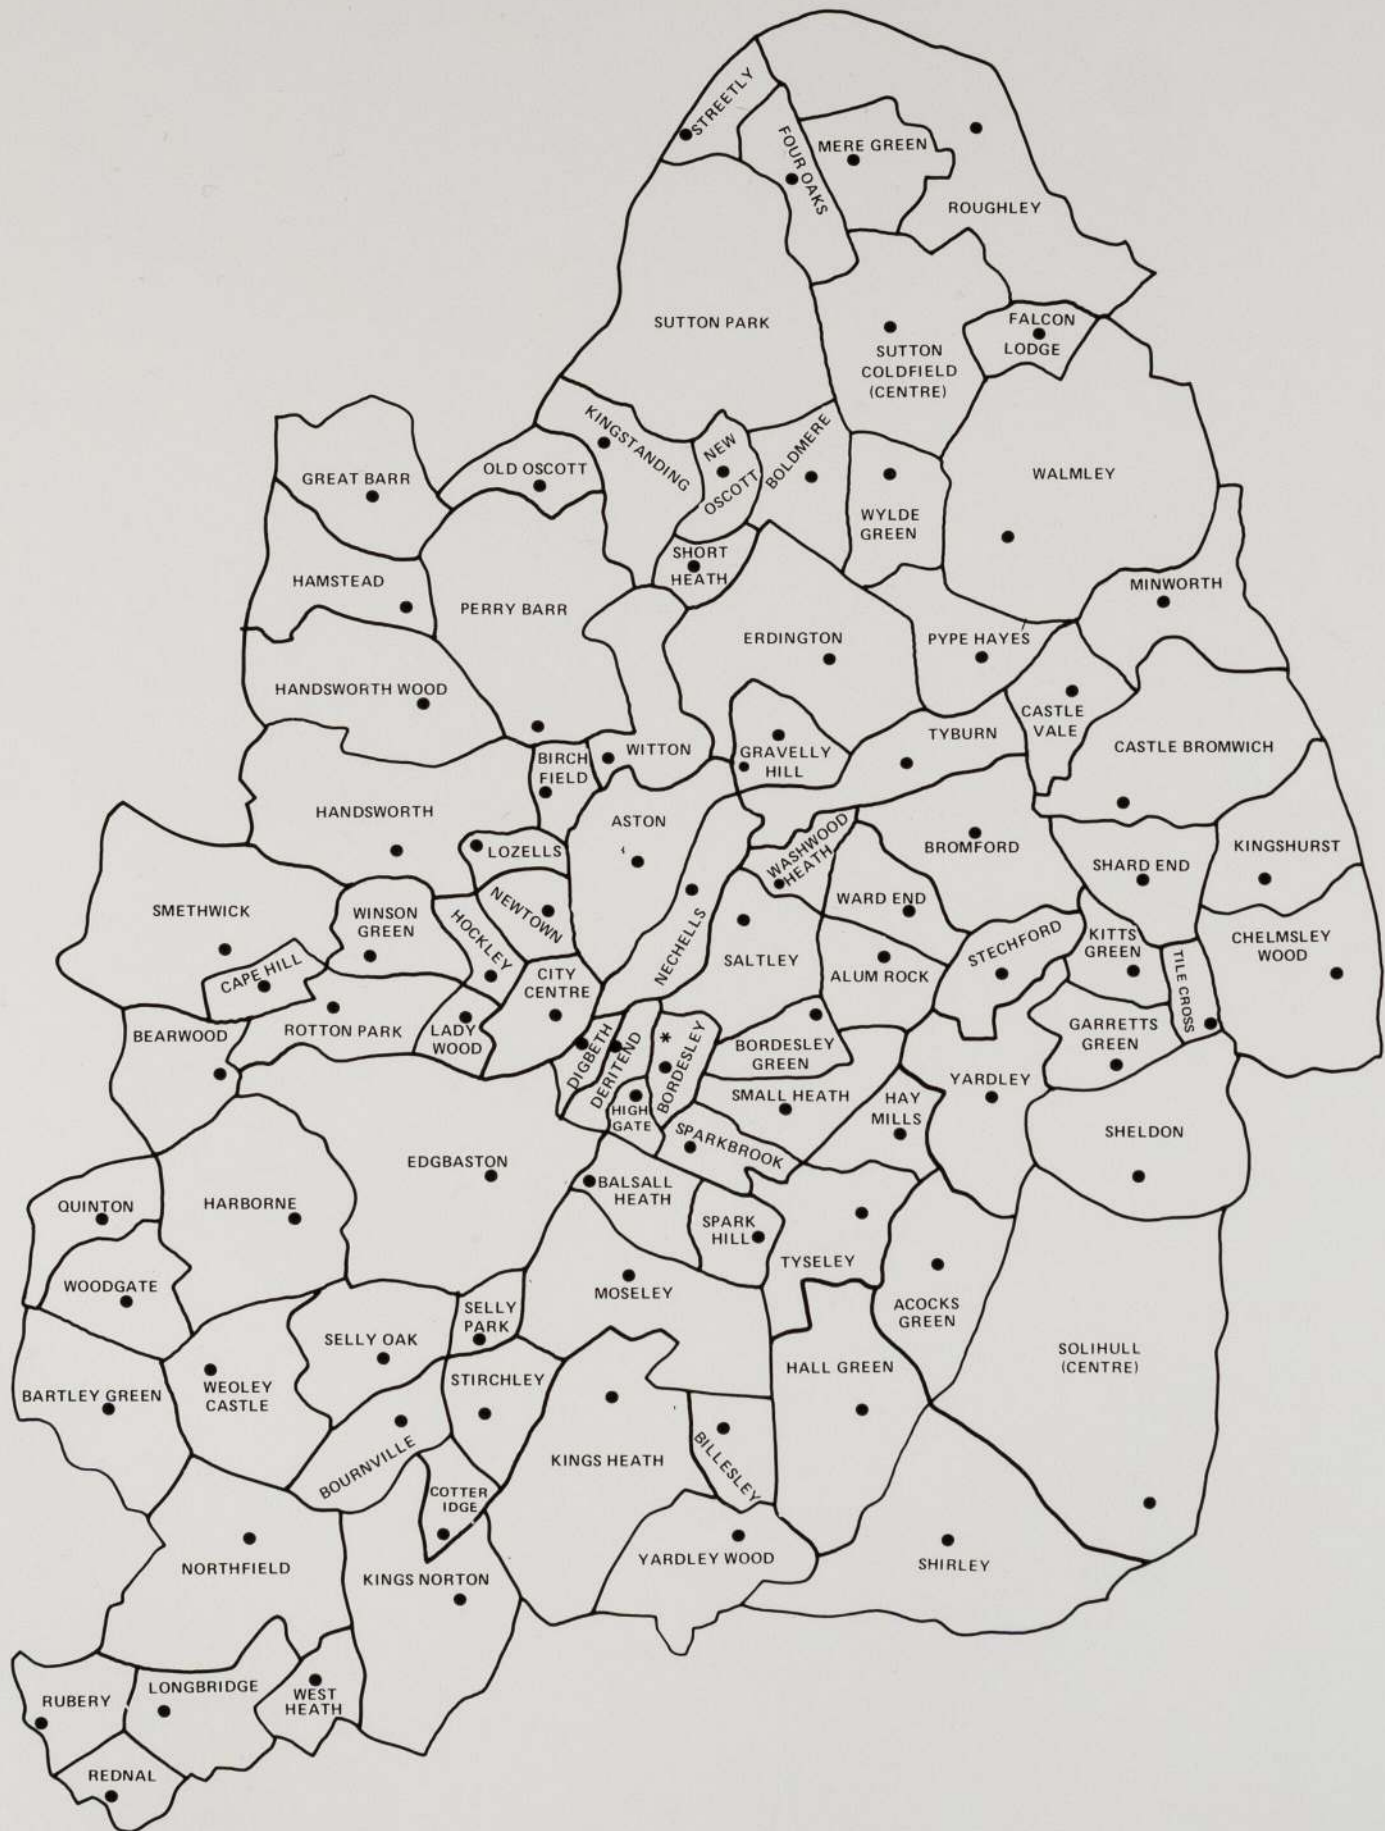 STREETLY
FOUR OAKS
MERE GREEN
ROUGHLEY
SUTTON PARK
FALCON
LODGE
SUTTON
COLDFIELD
(CENTRE)
KINGSTANDING
NEW
OSCOTT
BOLDMERE
GREAT BARR
OLD OSCOTT
WALMLEY
WYLDE
GREEN
SHORT
HEATH
HAMSTEAD
PERRY BARR
MINWORTH
ERDINGTON
PYPE HAYES
HANDSWORTH WOOD
CASTLE
VALE
TYBURN
CASTLE BROMWICH
WITTON
BIRCH
FIELD
GRAVELLY
HILL
HANDSWORTH
ASTON
WASHWOOD
HEATH
BROMFORD
KINGSHURST
LOZELLS
SHARD END
WARD END
SMETHWICK
WINSON
GREEN
HOCKLEY
NEWTOWN
NECHELLS
SALTLEY
STECHFORD
KITTS
GREEN
CHELMSLEY
WOOD
CAPE HILL
CITY
CENTRE
ALUM ROCK
TILE CROSS
BEARWOOD
ROTTON PARK
LADY
WOOD
DIGBETH
DERITEND
*
BORDESLEY
BORDESLEY
GREEN
GARRETTS
GREEN
YARDLEY
SMALL HEATH
HAY
MILLS
HIGH
GATE
SPARKBROOK
SHELDON
EDGBASTON
BALSALL
HEATH
QUINTON
HARBORNE
SPARK
HILL
TYSELEY
WOODGATE
MOSELEY
SELLY
PARK
ACOCKS
GREEN
SELLY OAK
SOLIHULL
(CENTRE)
HALL GREEN
STIRCHLEY
BARTLEY GREEN
WEOLEY
CASTLE
BOURNVILLE
KINGS HEATH
BILLESLEY
COTTER
IDGE
NORTHFIELD
KINGS NORTON
YARDLEY WOOD
SHIRLEY
RUBERY
LONGBRIDGE
WEST
HEATH
REDNAL